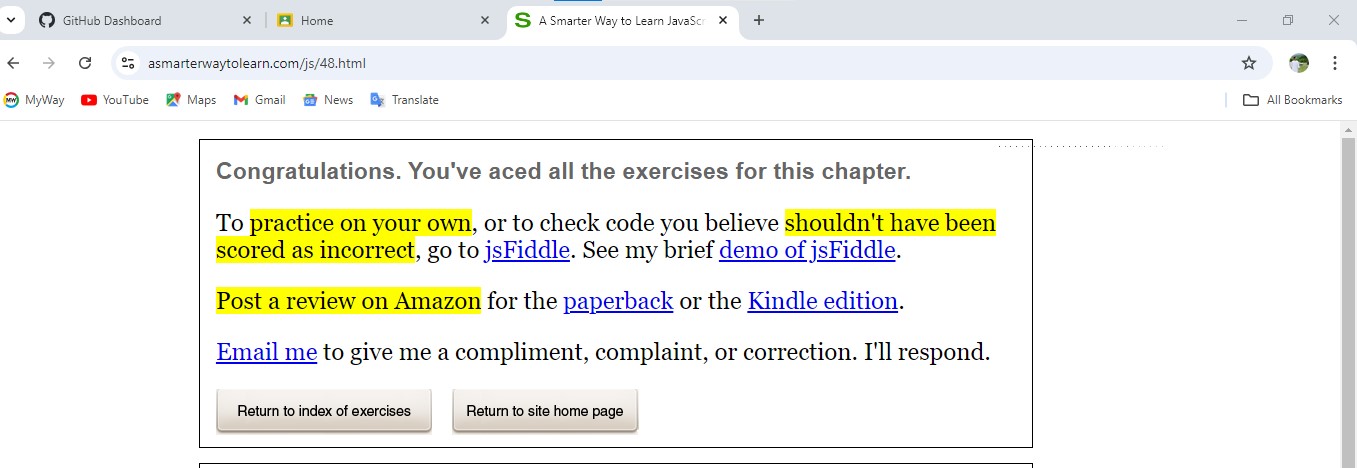 GitHub Dashboard
Home
A Smarter Way to Learn JavaScr
asmarterwaytolearn.com/js/48.html
MyWay YouTube Maps Gmail News Translate All Bookmarks
Congratulations. You've aced all the exercises for this chapter.
To practice on your own, or to check code you believe shouldn't have been
scored as incorrect, go to jsFiddle. See my brief demo of jsFiddle.
Post a review on Amazon for the paperback or the Kindle edition.
Email me to give me a compliment, complaint, or correction. I'll respond.
Return to index of exercises Return to site home page